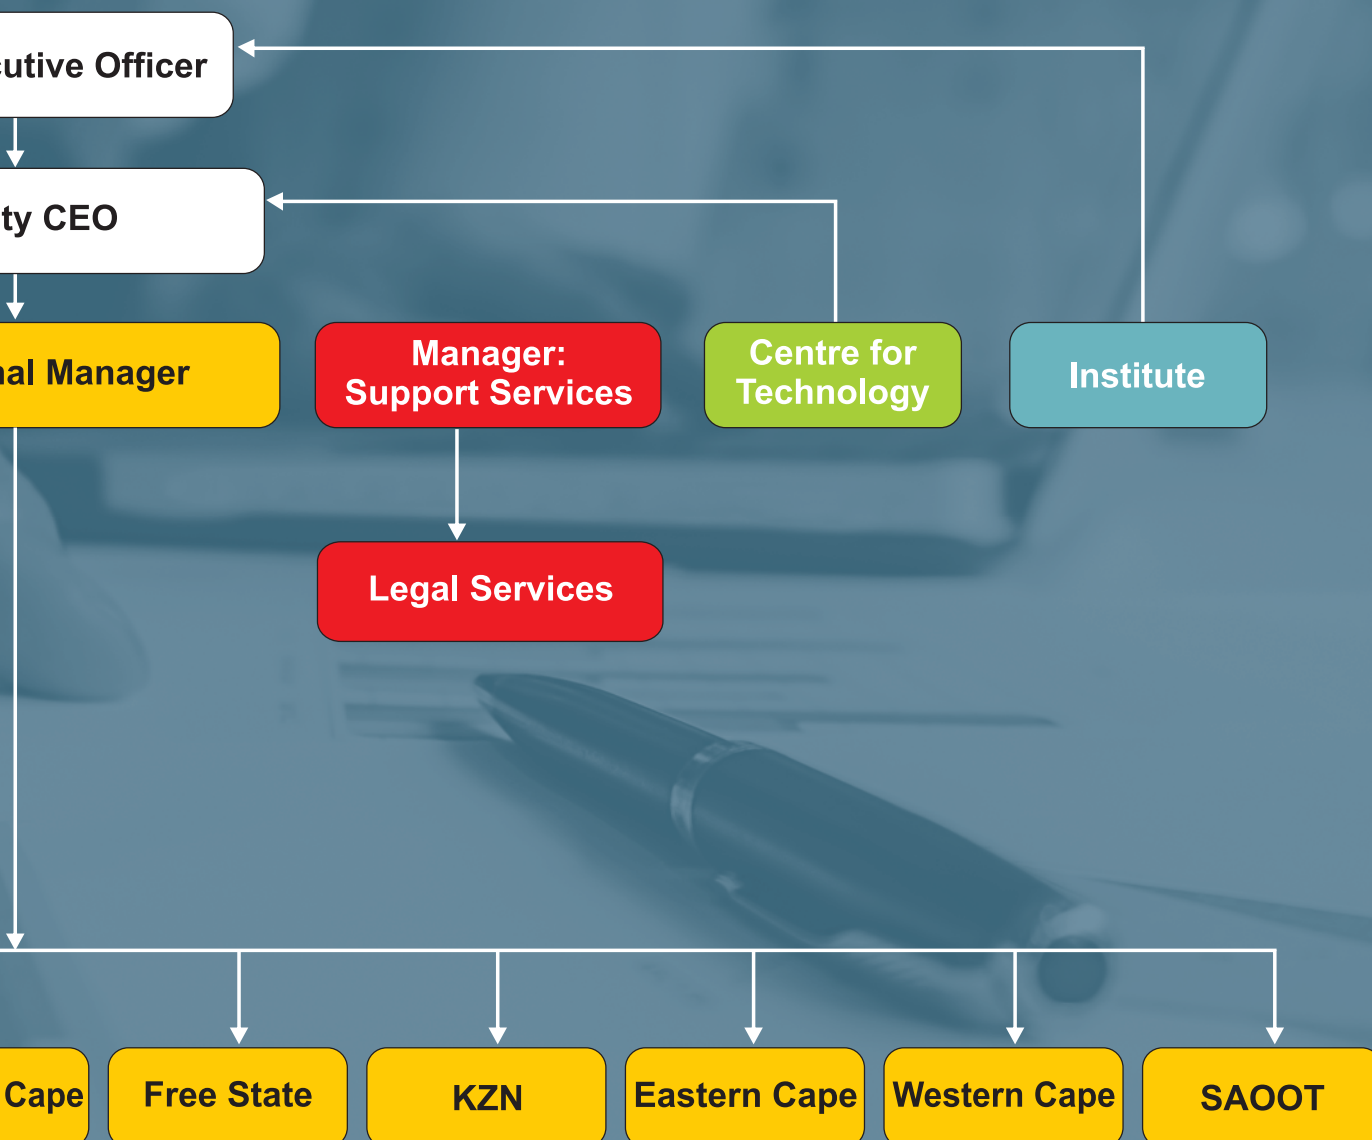 cutive Officer
ty CEO
nal Manager
Manager:
Support Services
Centre for
Technology
Institute
Legal Services
Cape
Free State
KZN
Eastern Cape
Western Cape
SAOOT